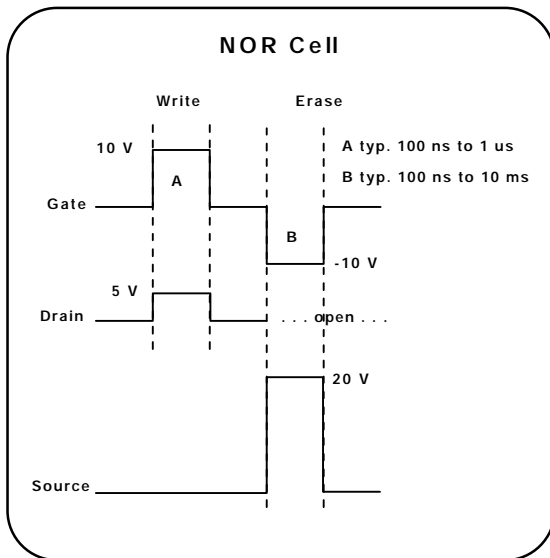 NOR Cell
Write Erase
10 V A typ. 100 ns to 1 us
A B typ. 100 ns to 10 ms
Gate
B
-10 V
5 V
Drain . . . open . . .
20 V
Source